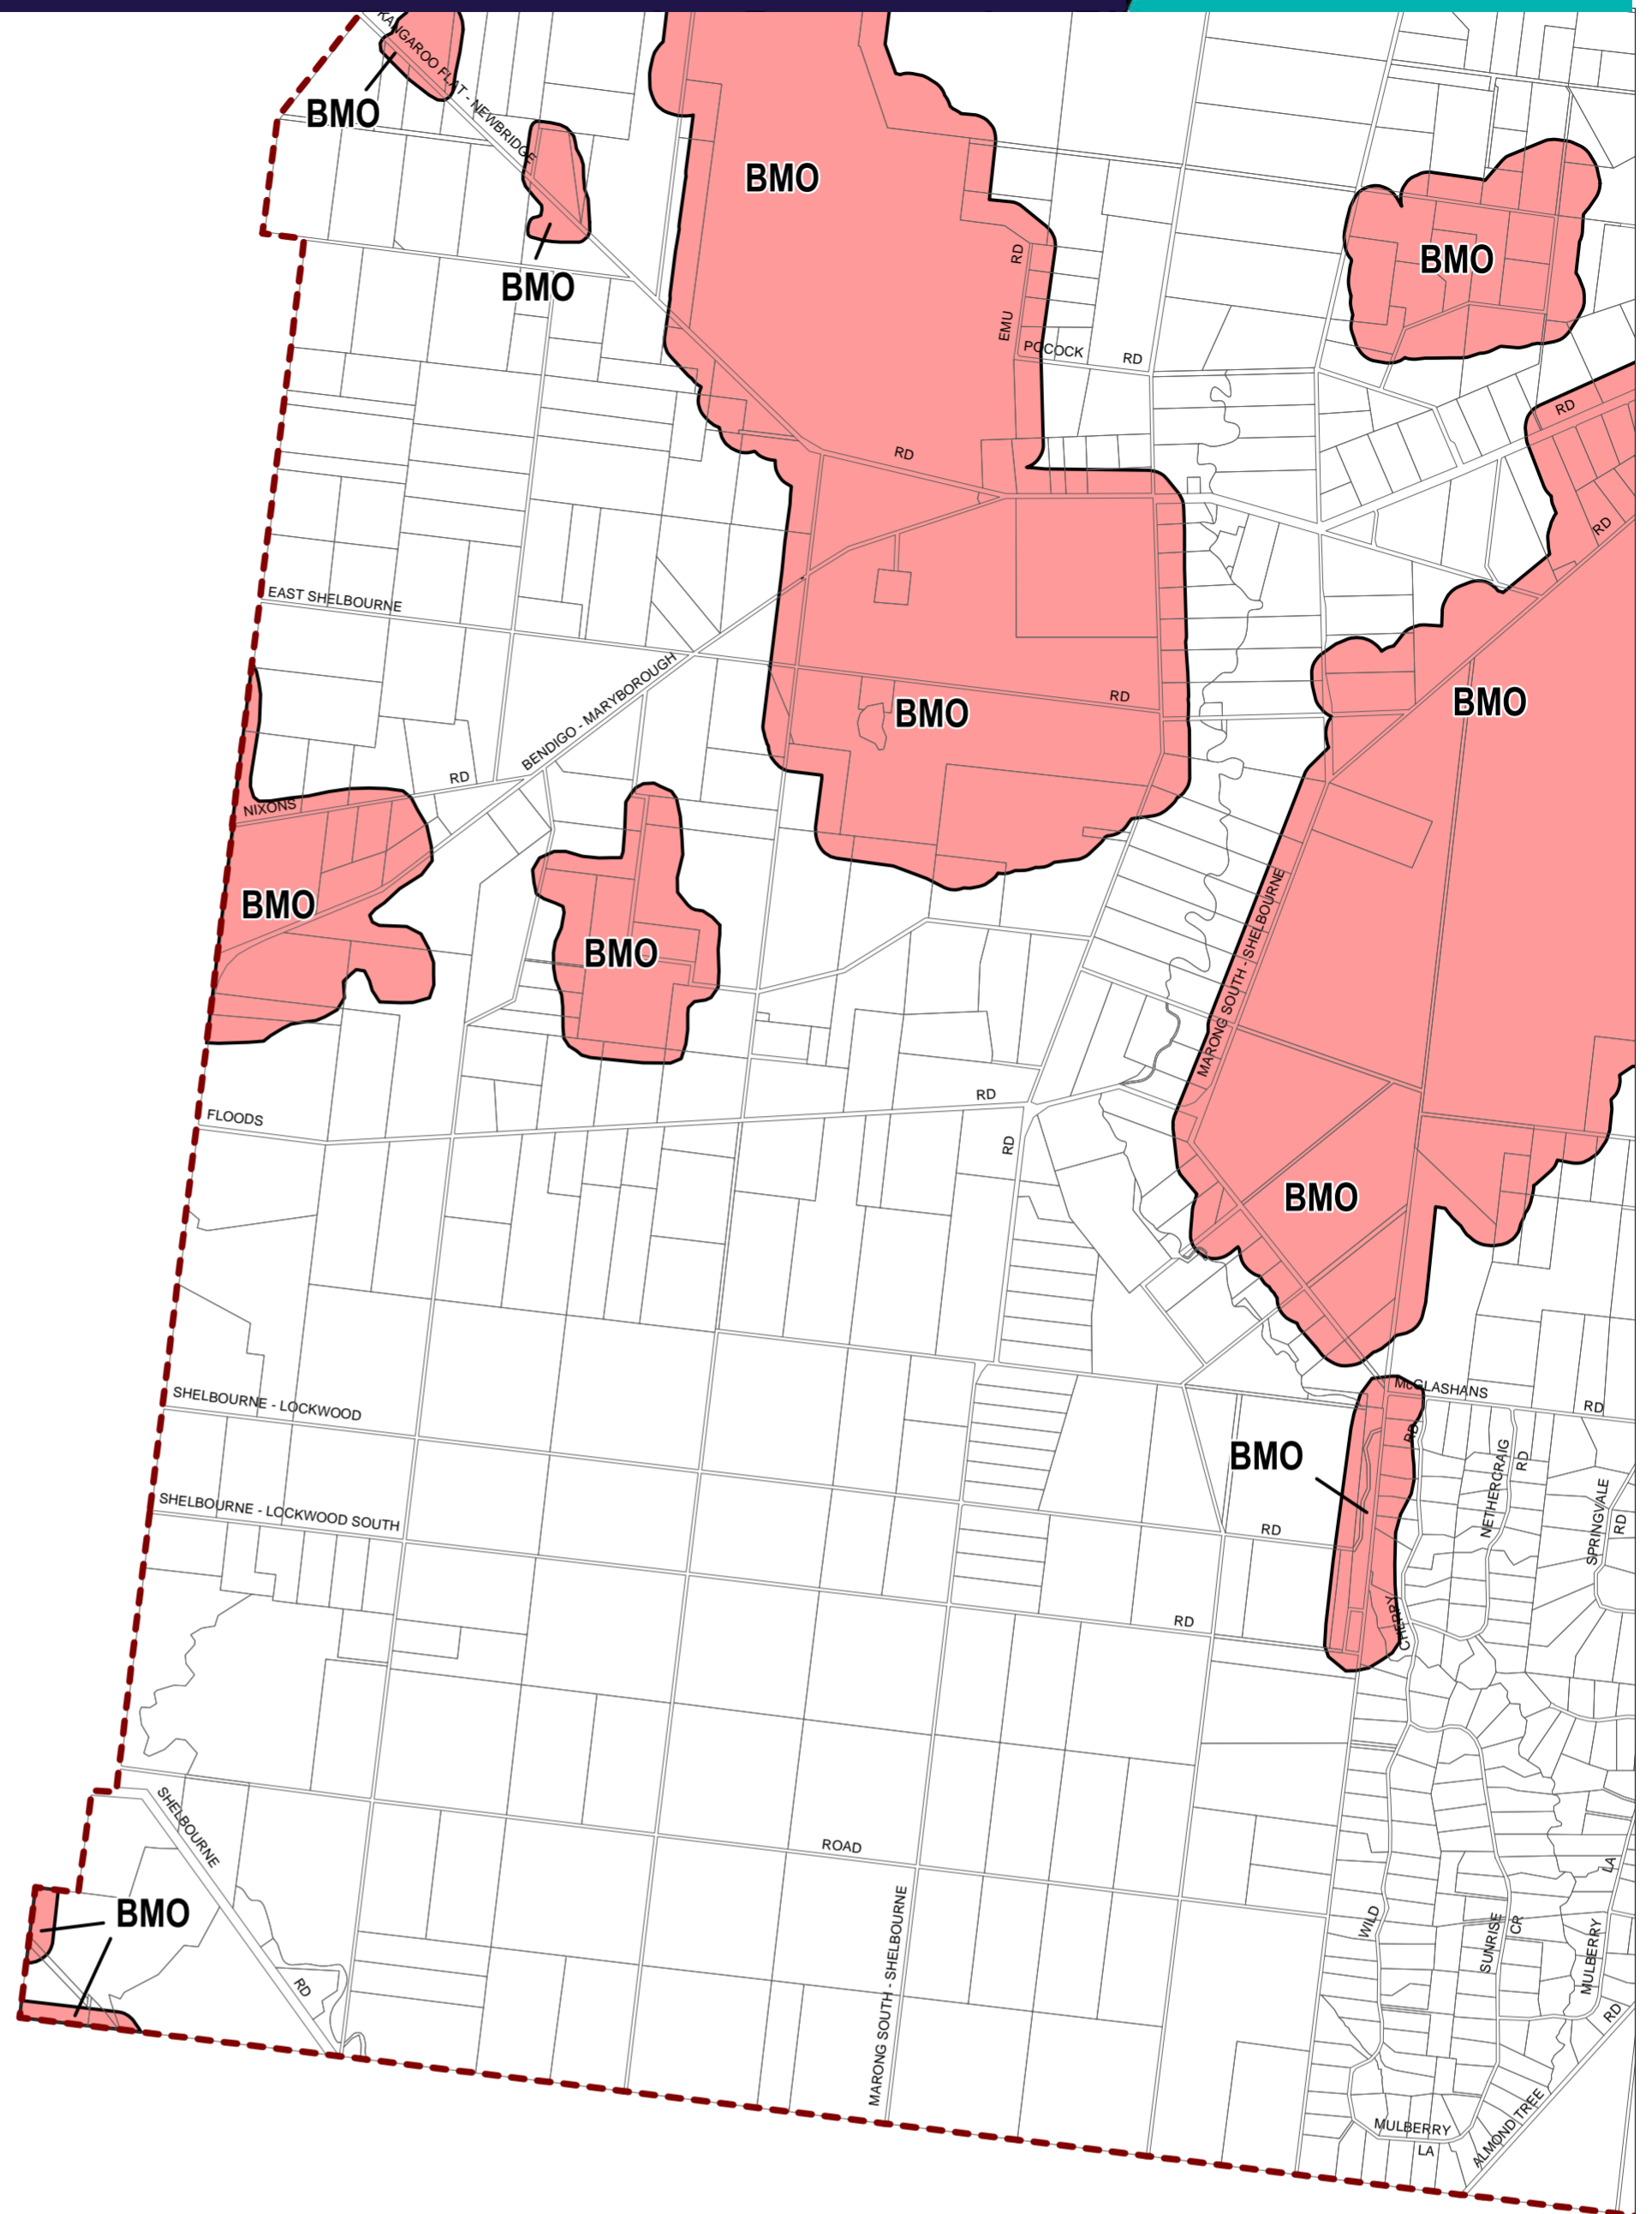 KANGAROO FLAT - NEWBRIDGE
BMO
BMO
BMO
BMO
RD
EMU
POCOCK RD
RD
RD
RD
EAST SHELBOURNE
RD
BENDIGO - MARYBOROUGH
BMO
BMO
NIXONS RD
BMO
BMO
MARONG SOUTH - SHELBOURNE
FLOODS RD
RD
BMO
McGLASHANS RD
SHELBOURNE - LOCKWOOD
RD
BMO
RD
NETHERCRAIG
RD
SPRINGVALE
RD
SHELBOURNE - LOCKWOOD SOUTH
RD
CHERRY
SHELBOURNE
RD
ROAD
MARONG SOUTH - SHELBOURNE
BMO
WILD
SUNRISE
CR
MULBERRY
LA
RD
MULBERRY
LA
ALMOND TREE